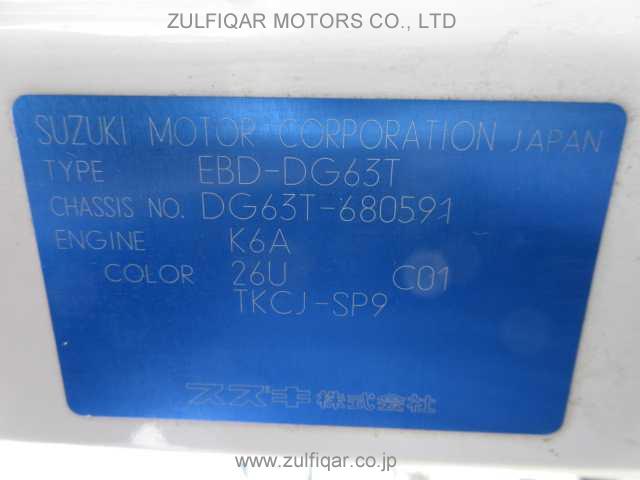 ZULFIQAR MOTORS CO., LTD
SUZUKI MOTOR CORPORATION JAPAN
TYPE EBD-DG63T
CHASSIS NO. DG63T-680591
ENGINE K6A
COLOR 26U C01
TKCJ-SP9
スズキ株式会社
www.zulfiqar.co.jp